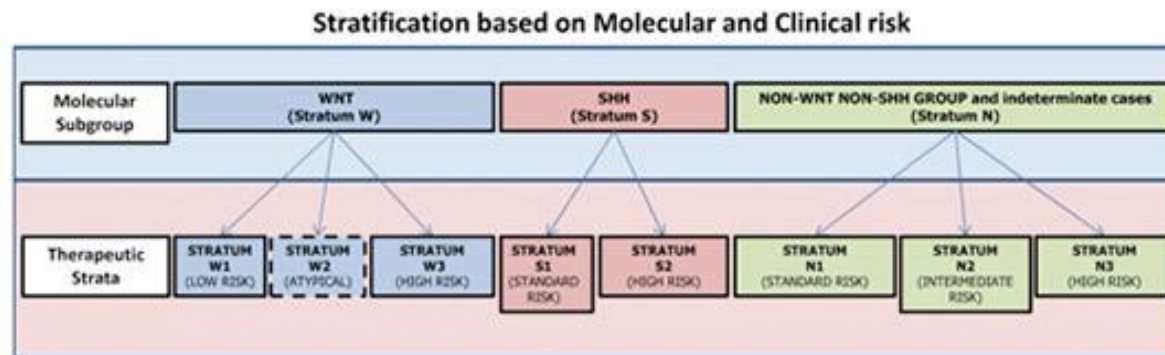 Stratification based on Molecular and Clinical risk
Molecular
Subgroup
WNT
(Stratum W)
SHH
(Stratum S)
NON-WNT NON-SHH GROUP and indeterminate cases
(Stratum N)
Therapeutic
Strata
STRATUM
W1
(LOW RISK)
STRATUM
W2
(ATYPICAL)
STRATUM
W3
(HIGH RISK)
STRATUM
S1
(STANDARD
RISK)
STRATUM
S2
(HIGH RISK)
STRATUM
N1
(STANDARD RISK)
STRATUM
N2
(INTERMEDIATE
RISK)
STRATUM
N3
(HIGH RISK)